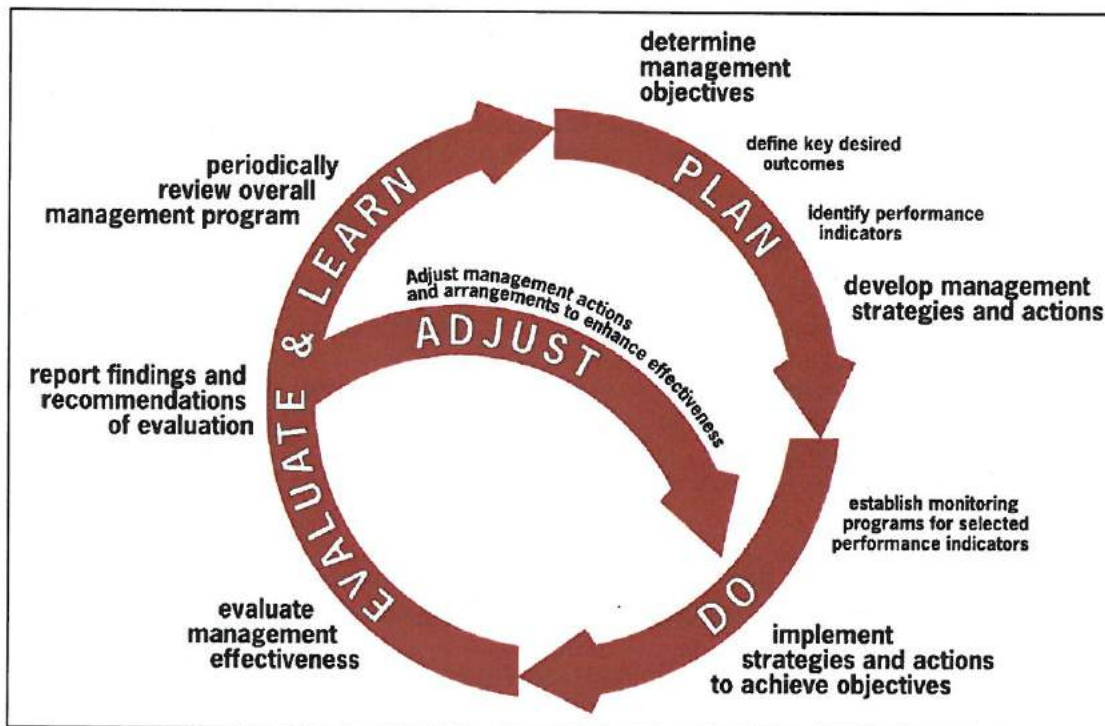 determine
management
objectives
define key desired
outcomes
PLAN
identify performance
indicators
develop management
strategies and actions
establish monitoring
programs for selected
performance indicators
DO
implement
strategies and actions
to achieve objectives
evaluate
management
effectiveness
EVALUATE & LEARN
report findings and
recommendations
of evaluation
periodically
review overall
management program
Adjust management actions
and arrangements to enhance effectiveness
ADJUST